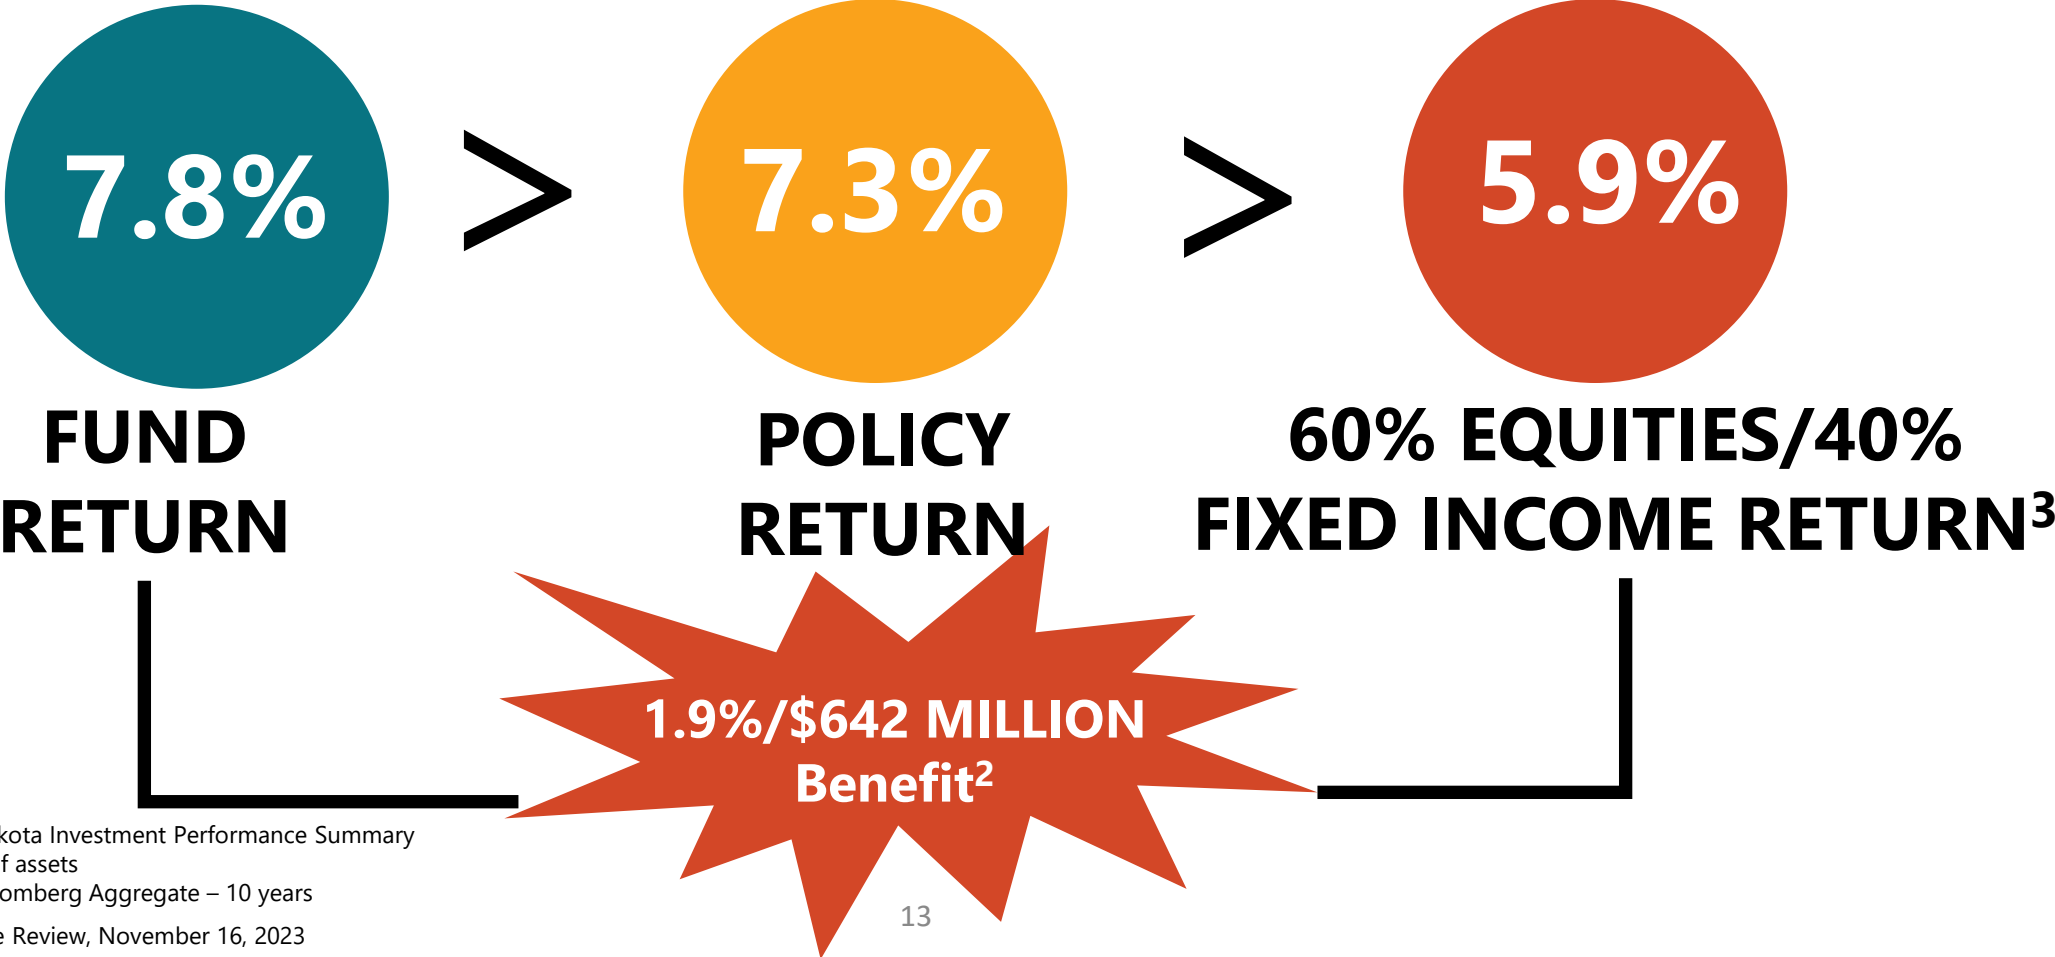 7.8% > 7.3% > 5.9%
FUND
RETURN
POLICY
RETURN
60% EQUITIES/40%
FIXED INCOME RETURN³
1.9%/$642 MILLION
Benefit²
kota Investment Performance Summary
f assets
omberg Aggregate – 10 years
e Review, November 16, 2023
13